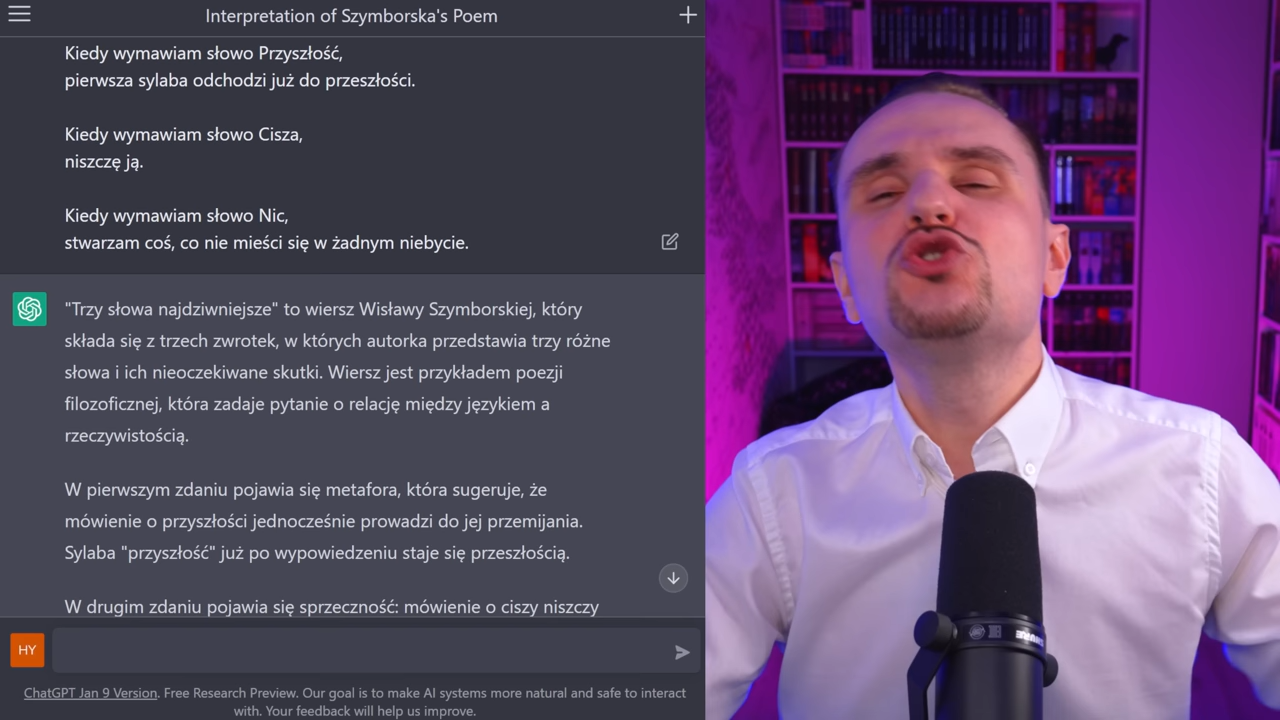 Interpretation of Szymborska's Poem
Kiedy wymawiam słowo Przyszłość,
pierwsza sylaba odchodzi już do przeszłości.
Kiedy wymawiam słowo Cisza,
niszczę ją.
Kiedy wymawiam słowo Nic,
stwarzam coś, co nie mieści się w żadnym niebycie.
"Trzy słowa najdziwniejsze" to wiersz Wisławy Szymborskiej, który
składa się z trzech zwrotek, w których autorka przedstawia trzy różne
słowa i ich nieoczekiwane skutki. Wiersz jest przykładem poezji
filozoficznej, która zadaje pytanie o relację między językiem a
rzeczywistością.
W pierwszym zdaniu pojawia się metafora, która sugeruje, że
mówienie o przyszłości jednocześnie prowadzi do jej przemijania.
Sylaba "przyszłość" już po wypowiedzeniu staje się przeszłością.
W drugim zdaniu pojawia się sprzeczność: mówienie o ciszy niszczy
HY
ChatGPT Jan 9 Version. Free Research Preview. Our goal is to make AI systems more natural and safe to interact
with. Your feedback will help us improve.